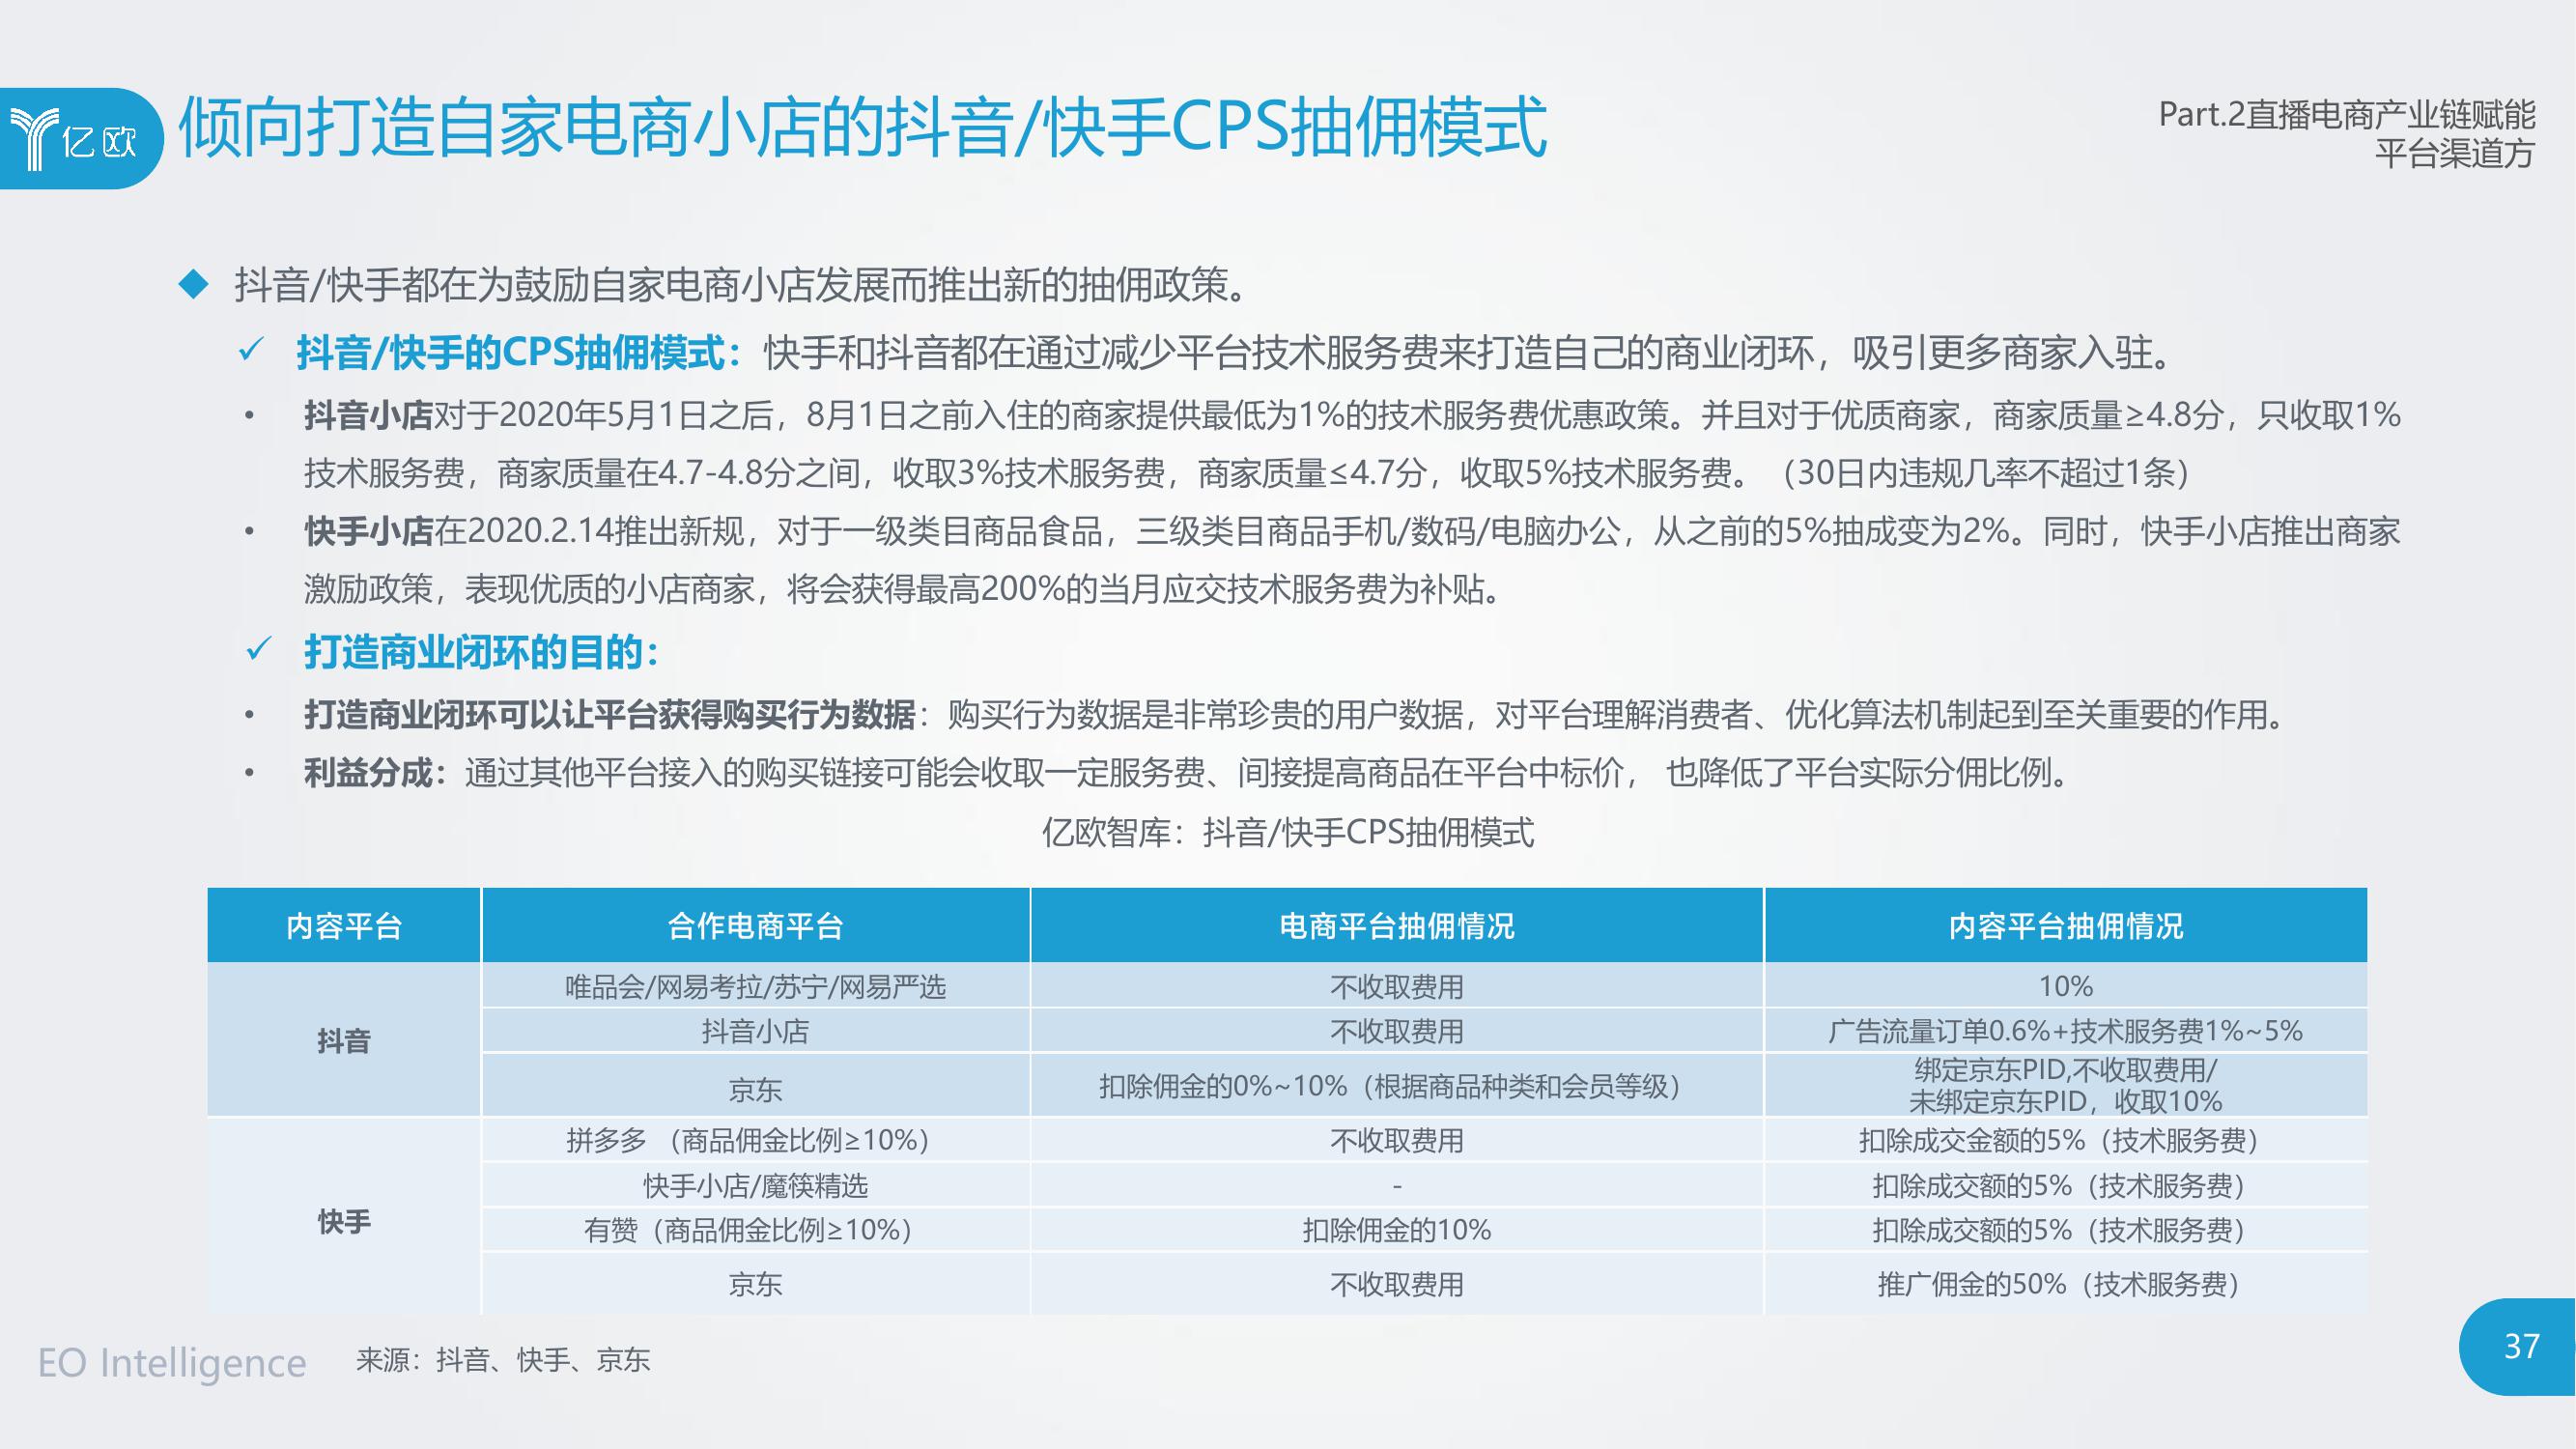 亿欧
倾向打造自家电商小店的抖音/快手CPS抽佣模式
Part.2直播电商产业链赋能
平台渠道方
抖音/快手都在为鼓励自家电商小店发展而推出新的抽佣政策。
抖音/快手的CPS抽佣模式：快手和抖音都在通过减少平台技术服务费来打造自己的商业闭环，吸引更多商家入驻。
• 抖音小店对于2020年5月1日之后，8月1日之前入住的商家提供最低为1%的技术服务费优惠政策。并且对于优质商家，商家质量≥4.8分，只收取1%
技术服务费，商家质量在4.7-4.8分之间，收取3%技术服务费，商家质量≤4.7分，收取5%技术服务费。（30日内违规几率不超过1条）
• 快手小店在2020.2.14推出新规，对于一级类目商品食品，三级类目商品手机/数码/电脑办公，从之前的5%抽成变为2%。同时，快手小店推出商家
激励政策，表现优质的小店商家，将会获得最高200%的当月应交技术服务费为补贴。
打造商业闭环的目的：
• 打造商业闭环可以让平台获得购买行为数据：购买行为数据是非常珍贵的用户数据，对平台理解消费者、优化算法机制起到至关重要的作用。
• 利益分成：通过其他平台接入的购买链接可能会收取一定服务费、间接提高商品在平台中标价， 也降低了平台实际分佣比例。
亿欧智库：抖音/快手CPS抽佣模式
内容平台 合作电商平台 电商平台抽佣情况 内容平台抽佣情况
唯品会/网易考拉/苏宁/网易严选 不收取费用 10%
抖音
抖音小店 不收取费用 广告流量订单0.6%+技术服务费1%~5%
京东 扣除佣金的0%~10%（根据商品种类和会员等级） 绑定京东PID,不收取费用/
未绑定京东PID，收取10%
拼多多 （商品佣金比例≥10%） 不收取费用 扣除成交金额的5%（技术服务费）
快手小店/魔筷精选 - 扣除成交额的5%（技术服务费）
快手
有赞（商品佣金比例≥10%） 扣除佣金的10% 扣除成交额的5%（技术服务费）
京东 不收取费用 推广佣金的50%（技术服务费）
EO Intelligence
来源：抖音、快手、京东
37